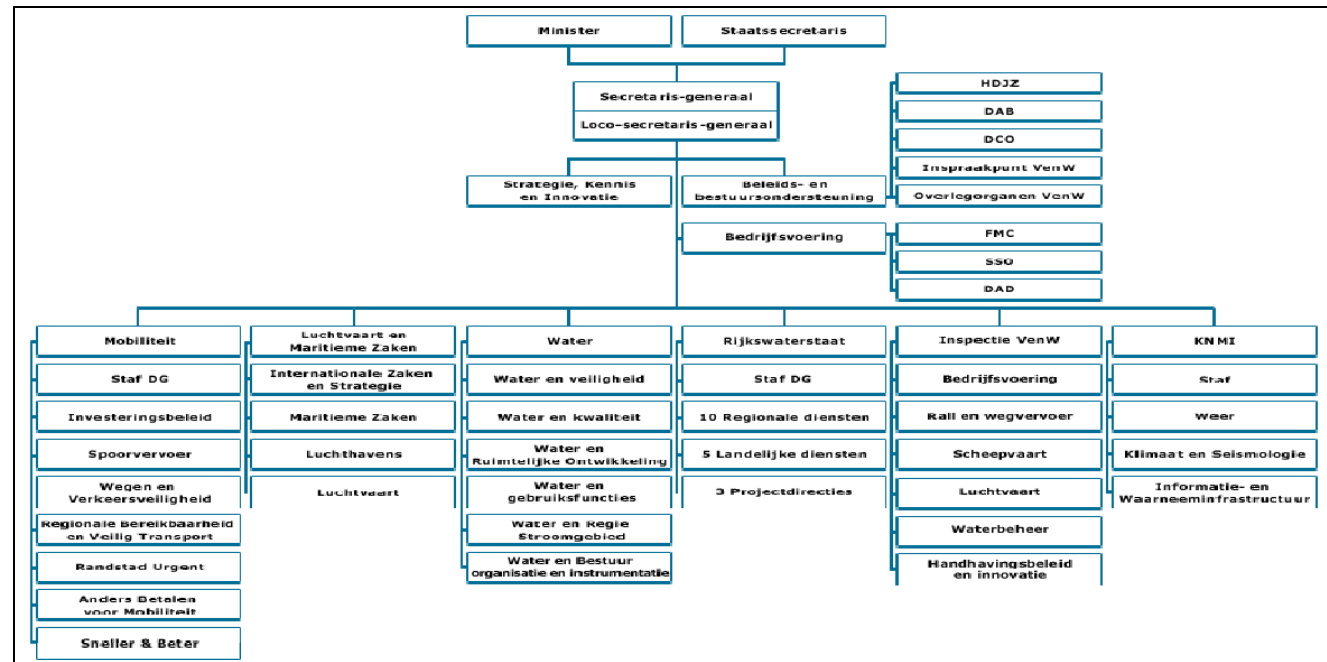 Minister
Staatssecretaris
Secretaris-generaal
Loco-secretaris-generaal
HDJZ
DAB
DCO
Inspraakpunt VenW
Overlegorganen VenW
Strategie, Kennis
en Innovatie
Beleids- en
bestuursondersteuning
Bedrijfsvoering
FMC
SSO
DAD
Mobiliteit
Staf DG
Investeringsbeleid
Spoorvervoer
Wegen en
Verkeersveiligheid
Regionale Bereikbaarheid
en Veilig Transport
Randstad Urgent
Anders Betalen
voor Mobiliteit
Sneller & Beter
Luchtvaart en
Maritieme Zaken
Internationale Zaken
en Strategie
Maritieme Zaken
Luchthavens
Luchtvaart
Water
Water en veiligheid
Water en kwaliteit
Water en
Ruimtelijke Ontwikkeling
Water en
gebruiksfuncties
Water en Regie
Stroomgebied
Water en Bestuur
organisatie en instrumentatie
Rijkswaterstaat
Staf DG
10 Regionale diensten
5 Landelijke diensten
3 Projectdirecties
Inspectie VenW
Bedrijfsvoering
Rail en wegvervoer
Scheepvaart
Luchtvaart
Waterbeheer
Handhavingsbeleid
en innovatie
KNMI
Staf
Weer
Klimaat en Seismologie
Informatie- en
Waarneeminfrastructuur